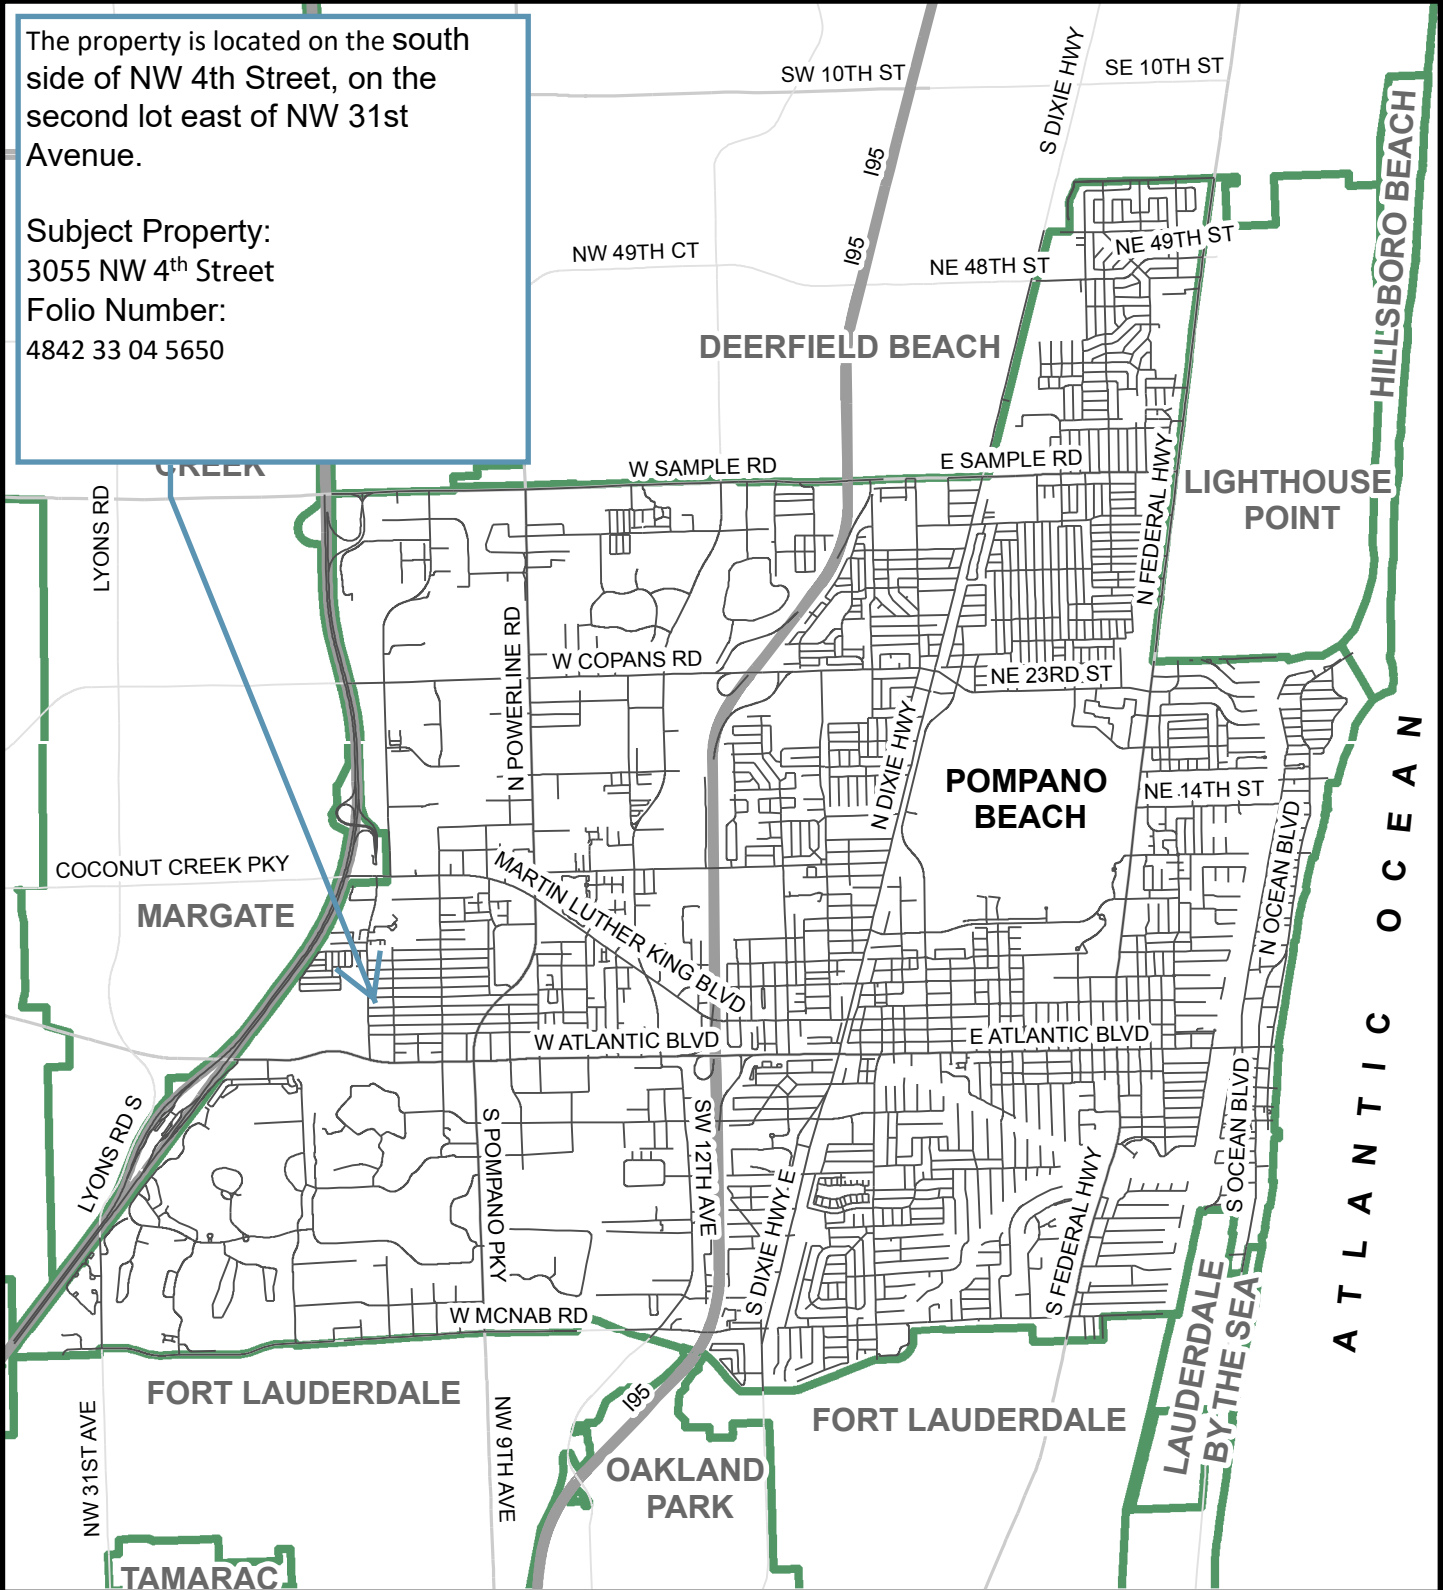 The property is located on the south
side of NW 4th Street, on the
second lot east of NW 31st
Avenue.
Subject Property:
3055 NW 4th Street
Folio Number:
4842 33 04 5650
SW 10TH ST
SE 10TH ST
S DIXIE HWY
I95
I95
HILLSBORO BEACH
NW 49TH CT
NE 48TH ST
NE 49TH ST
DEERFIELD BEACH
CREEK
W SAMPLE RD
E SAMPLE RD
LYONS RD
N FEDERAL HWY
LIGHTHOUSE
POINT
N POWERLINE RD
W COPANS RD
NE 23RD ST
N DIXIE HWY
POMPANO
BEACH
NE 14TH ST
N OCEAN BLVD
ATLANTIC OCEAN
COCONUT CREEK PKY
MARGATE
MARTIN LUTHER KING BLVD
W ATLANTIC BLVD
E ATLANTIC BLVD
LYONS RD S
S POMPANO PKY
SW 12TH AVE
S DIXIE HWY E
S FEDERAL HWY
S OCEAN BLVD
W MCNAB RD
LAUDERDALE
BY THE SEA
FORT LAUDERDALE
I95
FORT LAUDERDALE
NW 31ST AVE
NW 9TH AVE
OAKLAND
PARK
TAMARAC